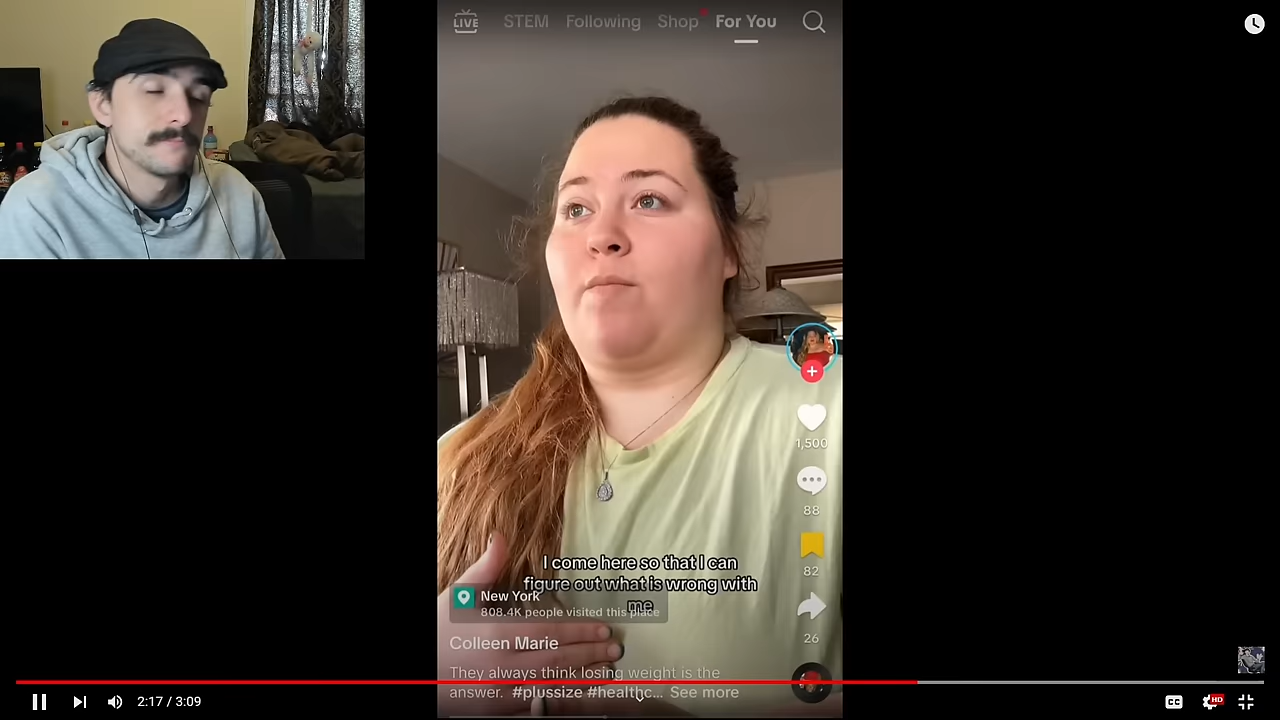 LIVE STEM Following Shop For You
1,500
88
I come here so that I can
figure out what is wrong with
me
82
New York
808.4K people visited this place
26
Colleen Marie
They always think losing weight is the
answer. #plussize #healthc... See more
2:17 / 3:09
CC
HD